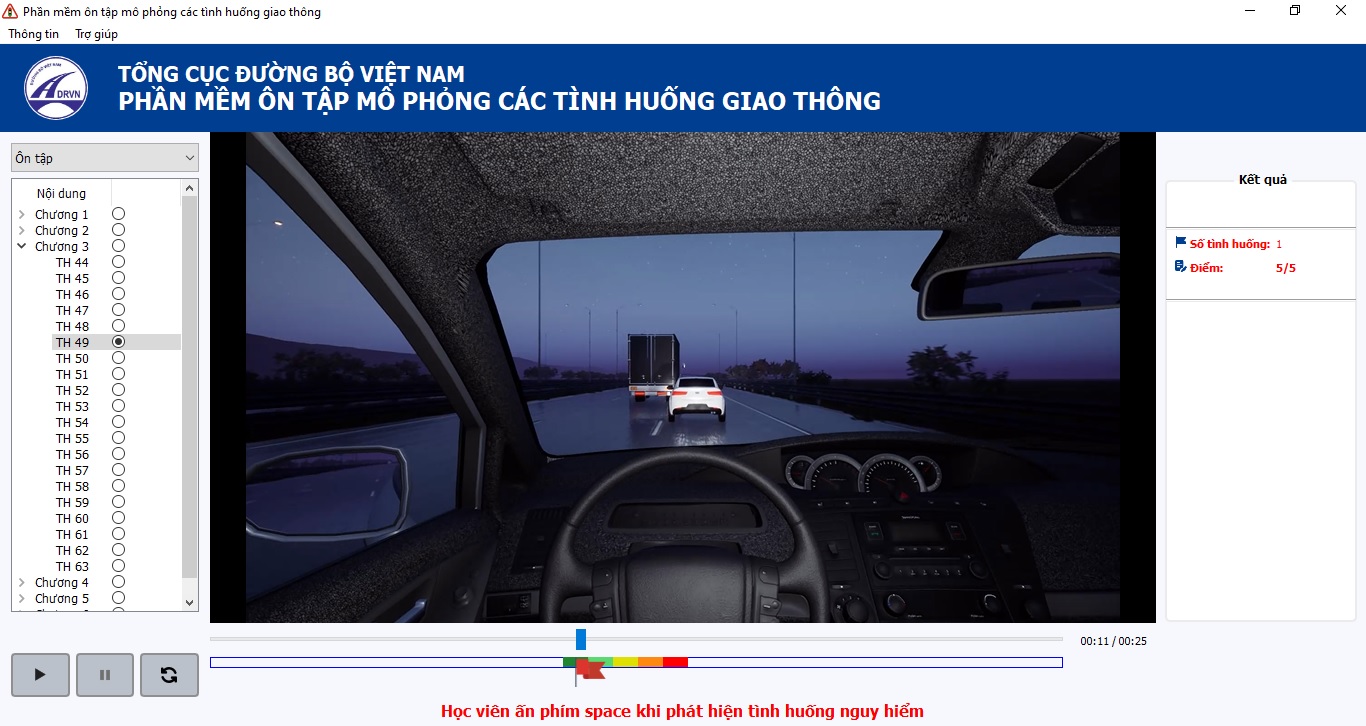 Phần mềm ôn tập mô phỏng các tình huống giao thông
Thông tin Trợ giúp
ĐƯỜNG BỘ VIỆT NAM
DRVN
TỔNG CỤC ĐƯỜNG BỘ VIỆT NAM
PHẦN MỀM ÔN TẬP MÔ PHỎNG CÁC TÌNH HUỐNG GIAO THÔNG
Ôn tập
Nội dung
Chương 1
Chương 2
Chương 3
TH 44
TH 45
TH 46
TH 47
TH 48
TH 49
TH 50
TH 51
TH 52
TH 53
TH 54
TH 55
TH 56
TH 57
TH 58
TH 59
TH 60
TH 61
TH 62
TH 63
Chương 4
Chương 5
Kết quả
Số tình huống: 1
Điểm: 5/5
00:11 / 00:25
Học viên ấn phím space khi phát hiện tình huống nguy hiểm